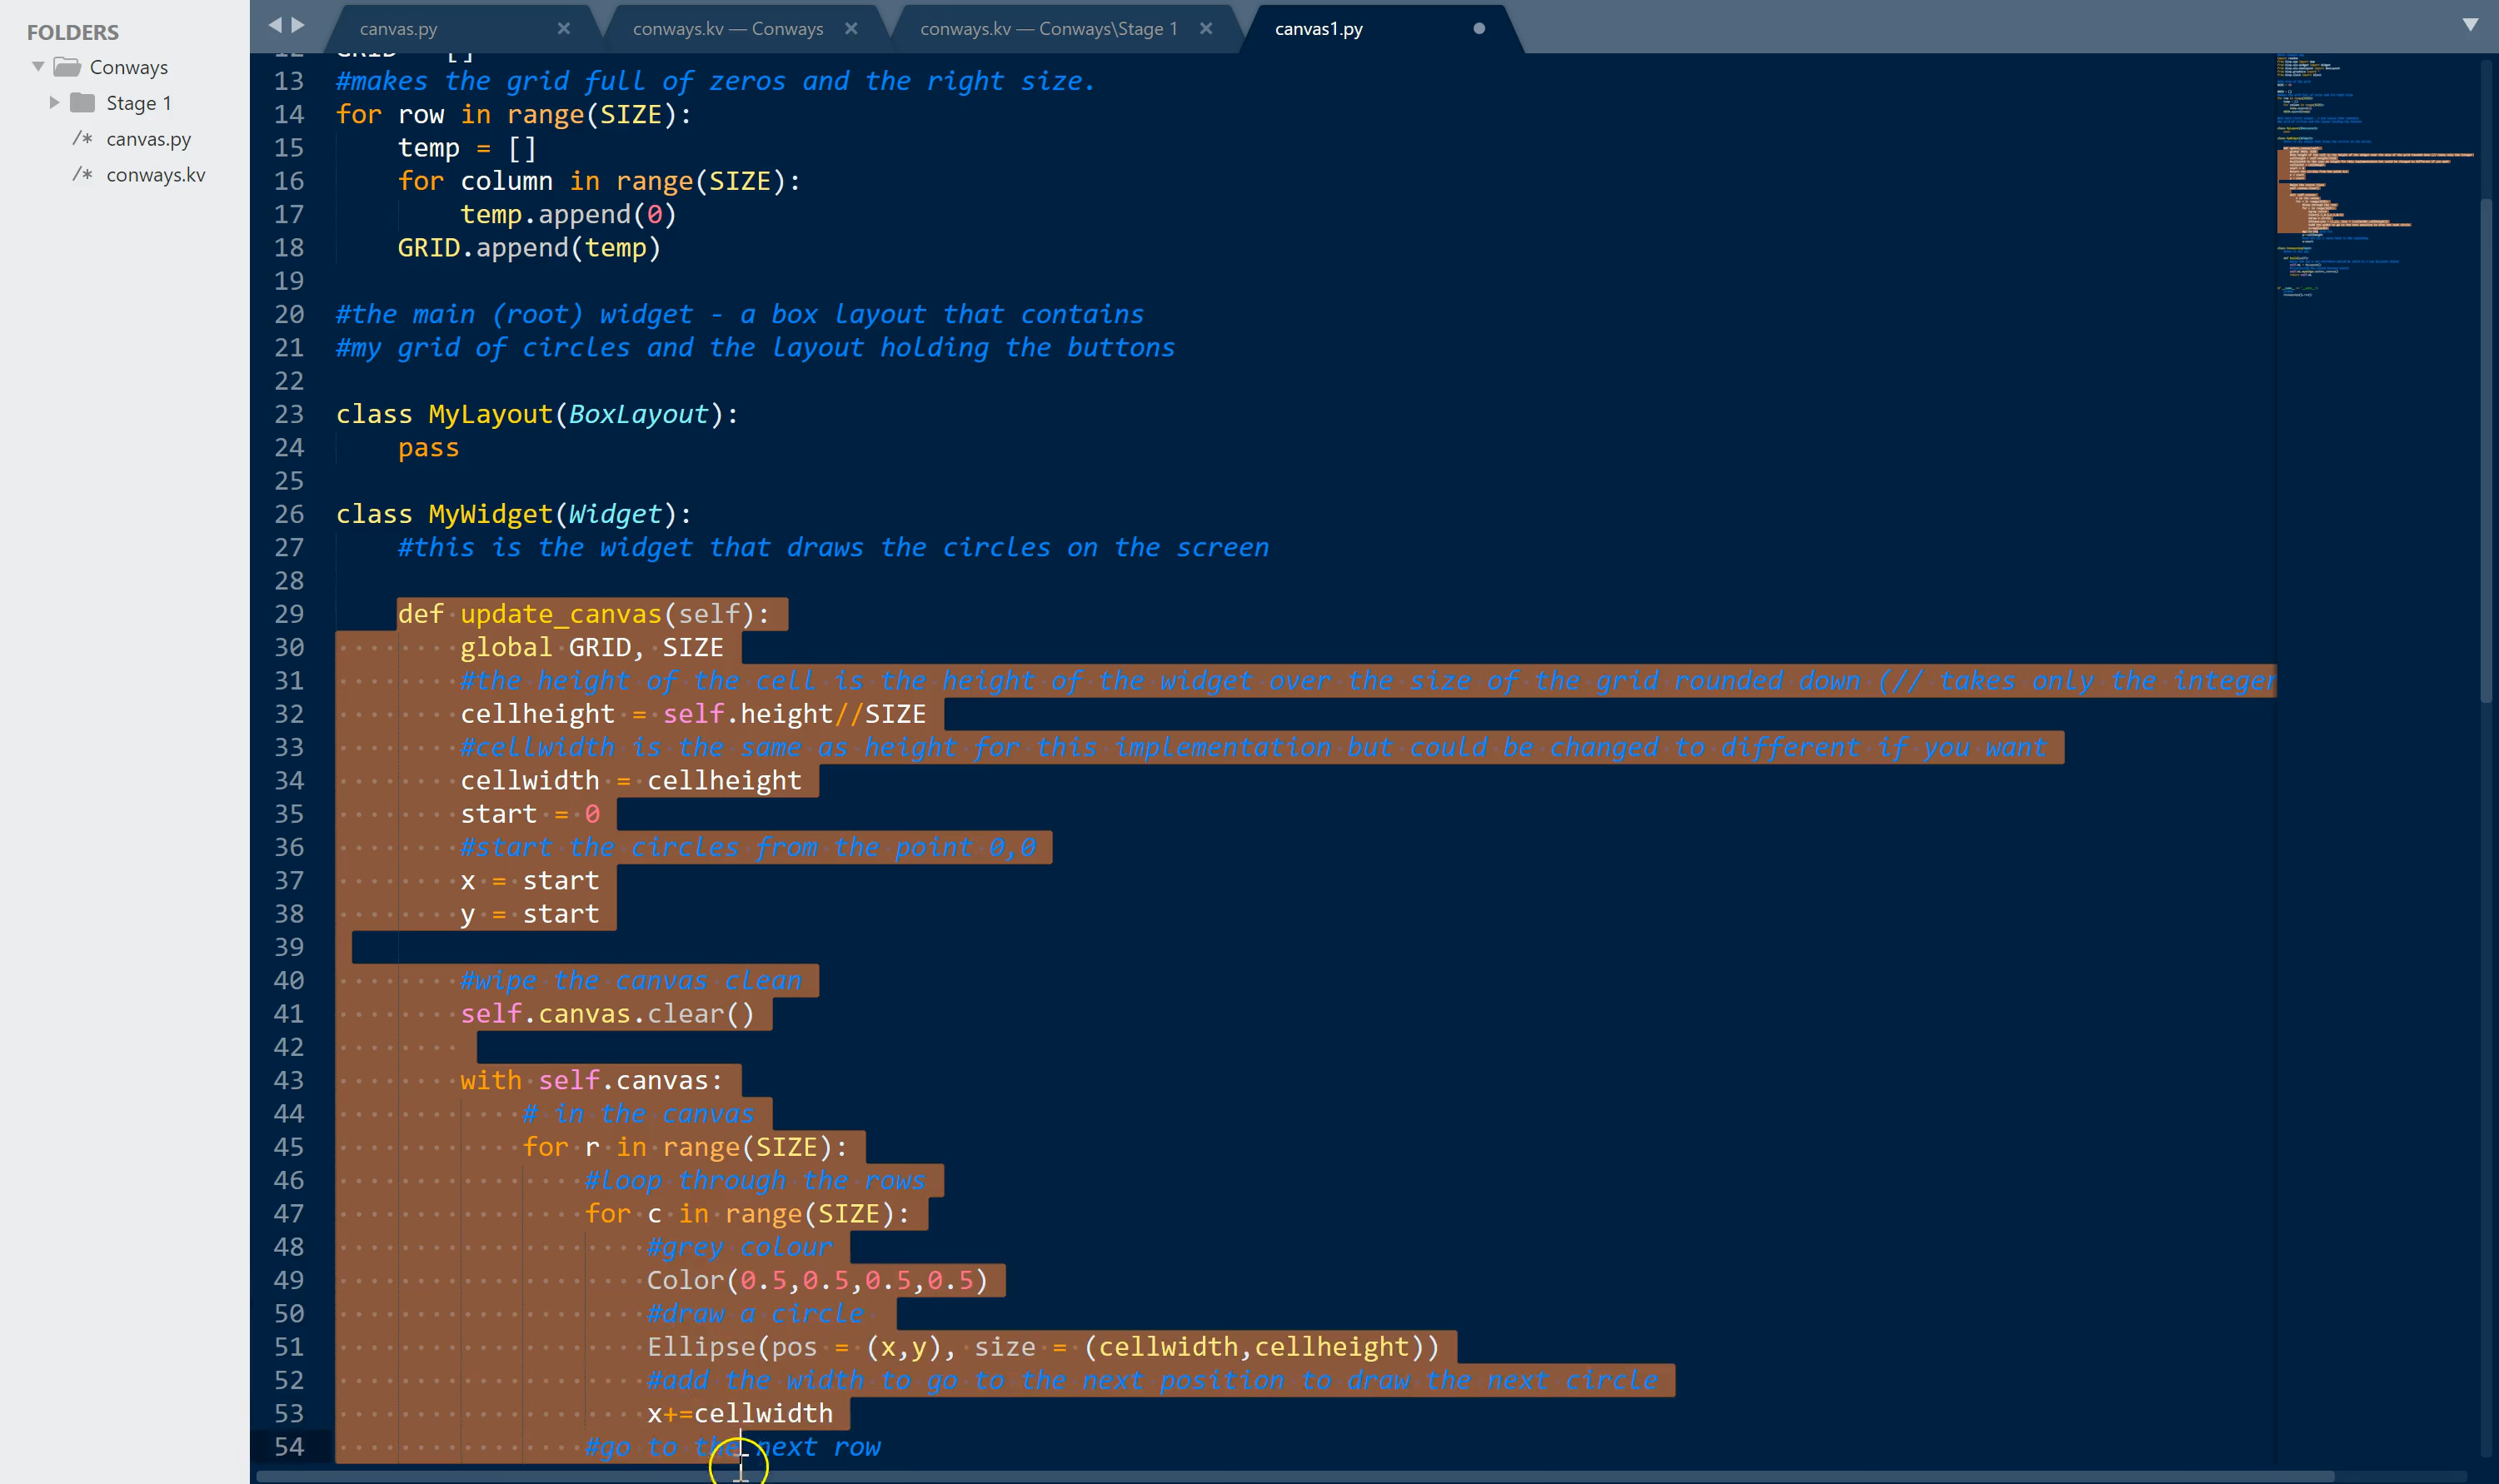 FOLDERS
Conways
Stage 1
canvas.py
conways.kv
canvas.py
conways.kv — Conways
conways.kv — Conways\Stage 1
canvas1.py
13 #makes the grid full of zeros and the right size.
14 for row in range(SIZE):
15 temp = []
16 for column in range(SIZE):
17 temp.append(0)
18 GRID.append(temp)
19
20 #the main (root) widget - a box layout that contains
21 #my grid of circles and the layout holding the buttons
22
23 class MyLayout(BoxLayout):
24 pass
25
26 class MyWidget(Widget):
27 #this is the widget that draws the circles on the screen
28
29 def update_canvas(self):
30 global GRID, SIZE
31 #the height of the cell is the height of the widget over the size of the grid rounded down (// takes only the integer
32 cellheight = self.height//SIZE
33 #cellwidth is the same as height for this implementation but could be changed to different if you want
34 cellwidth = cellheight
35 start = 0
36 #start the circles from the point 0,0
37 x = start
38 y = start
39
40 #wipe the canvas clean
41 self.canvas.clear()
42
43 with self.canvas:
44 # in the canvas
45 for r in range(SIZE):
46 #loop through the rows
47 for c in range(SIZE):
48 #grey colour
49 Color(0.5,0.5,0.5,0.5)
50 #draw a circle
51 Ellipse(pos = (x,y), size = (cellwidth,cellheight))
52 #add the width to go to the next position to draw the next circle
53 x+=cellwidth
54 #go to the next row